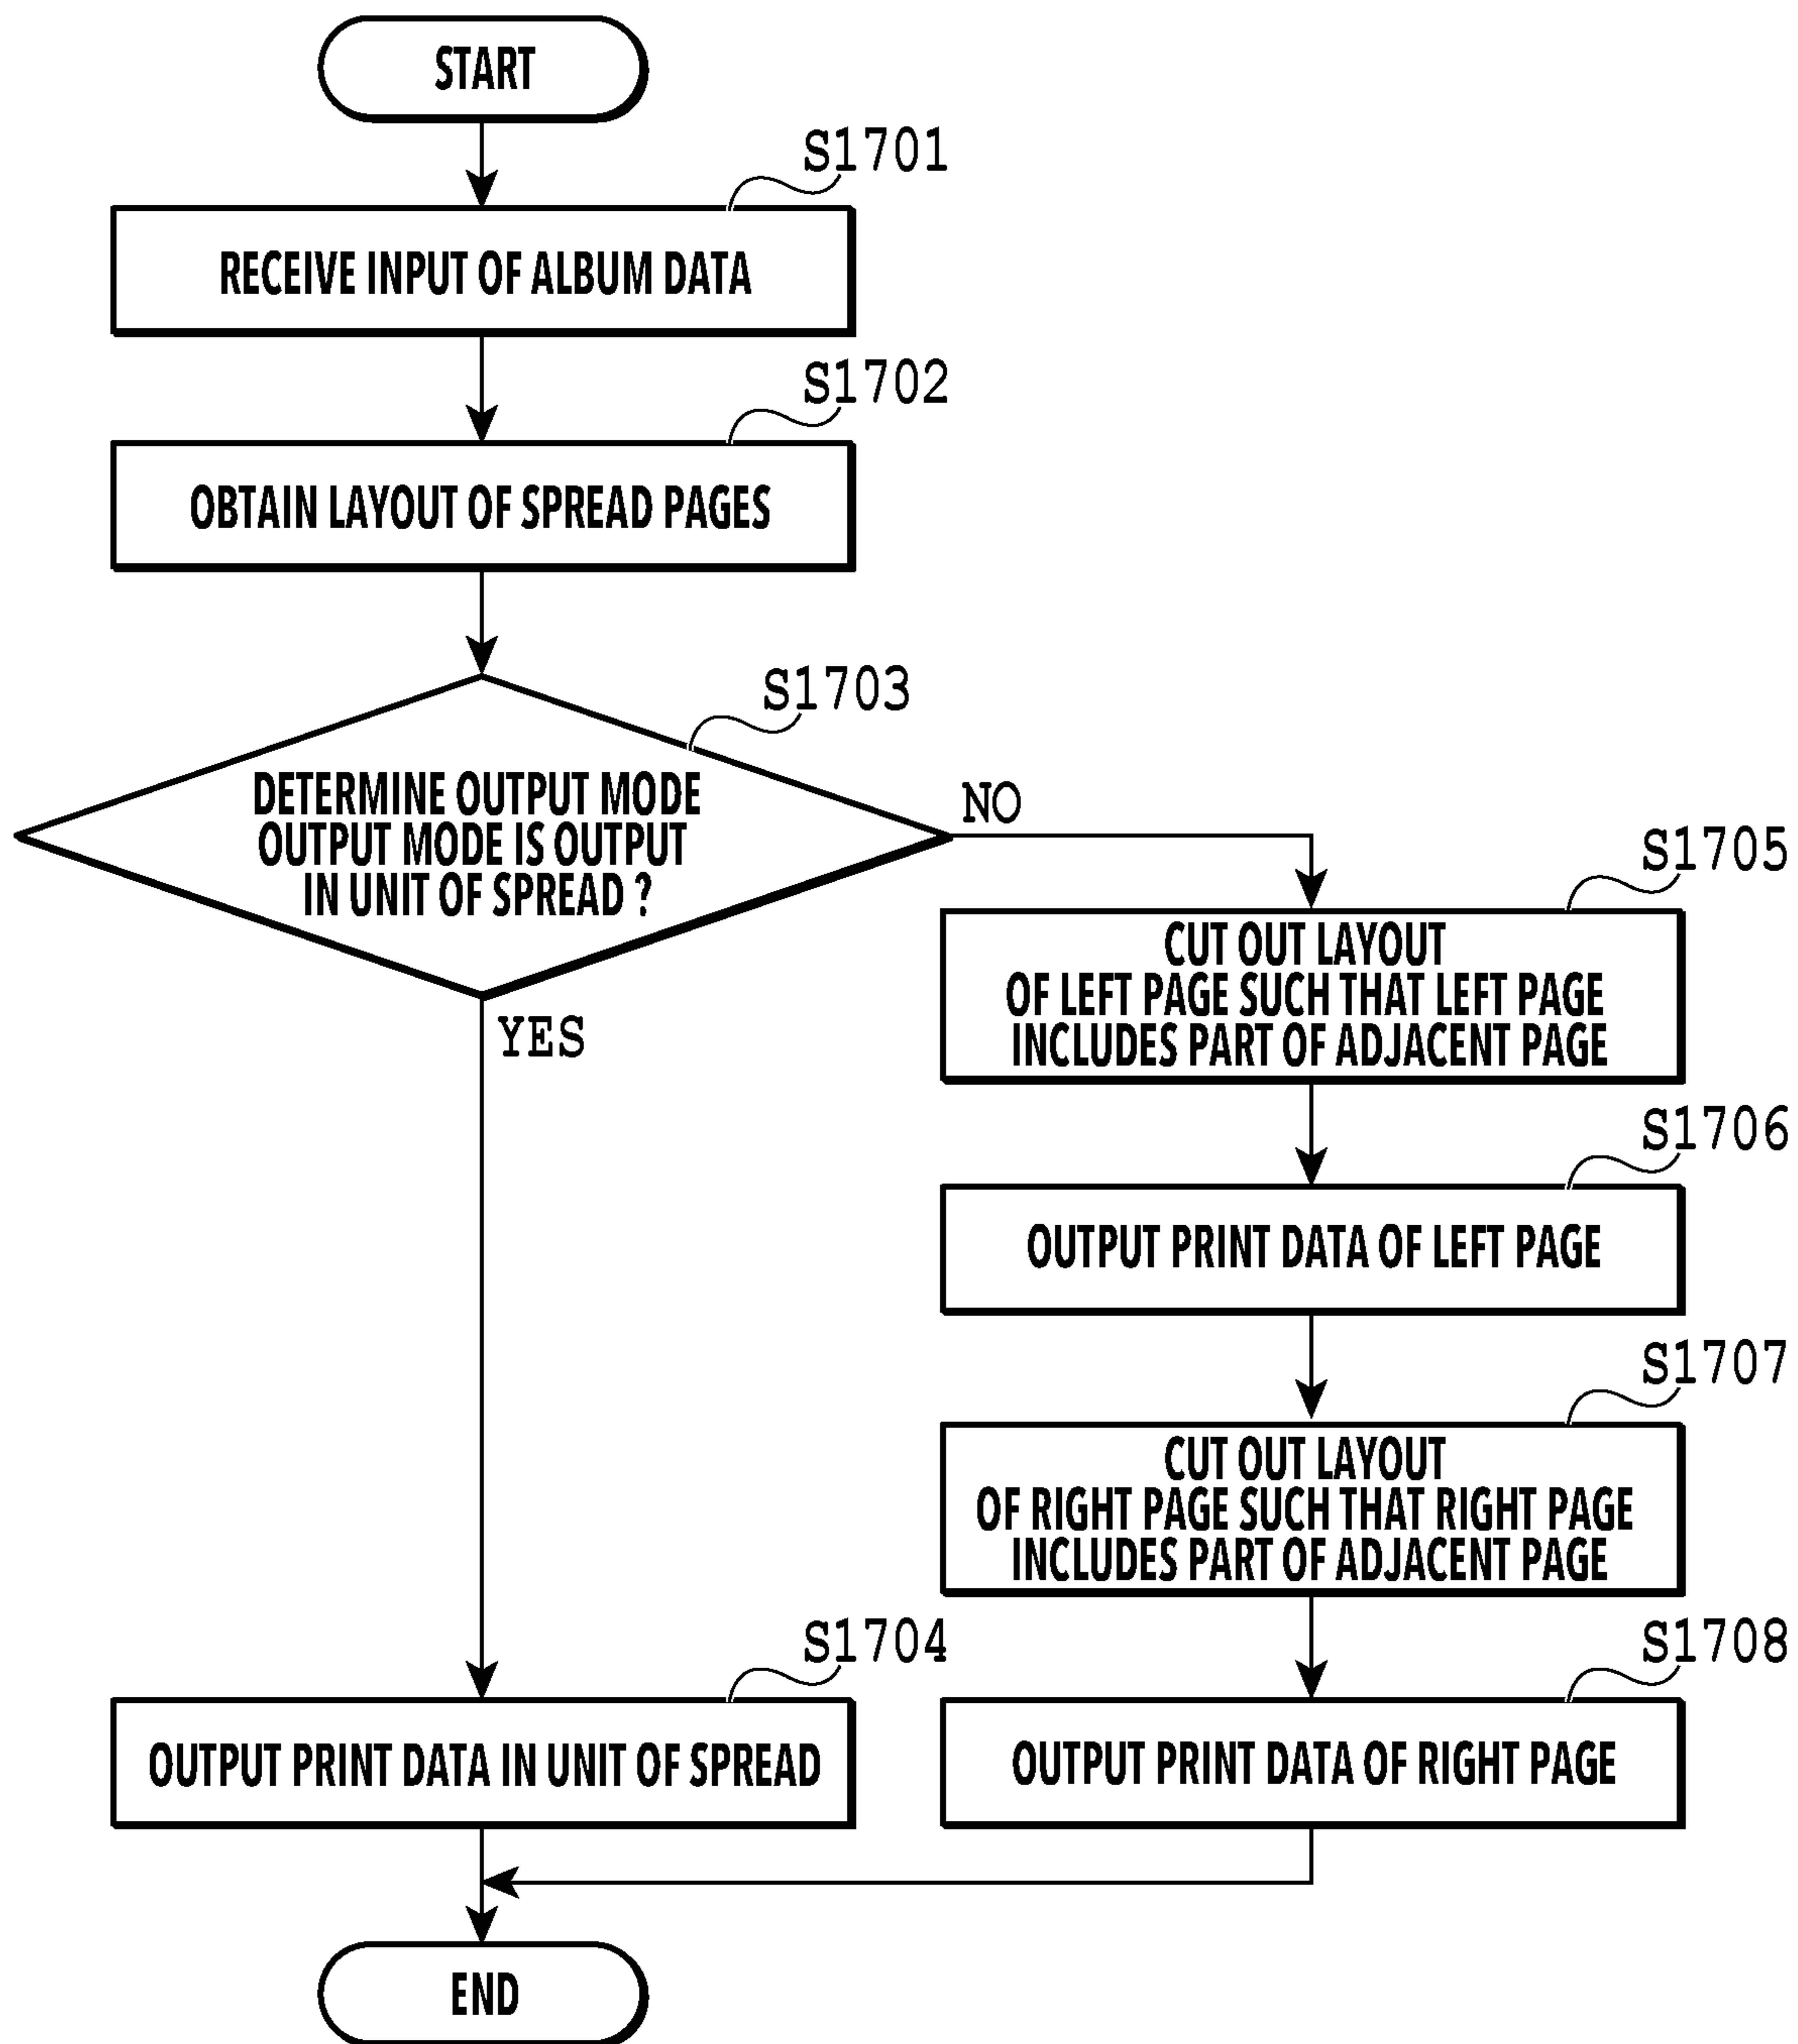 START
S1701
RECEIVE INPUT OF ALBUM DATA
S1702
OBTAIN LAYOUT OF SPREAD PAGES
S1703
DETERMINE OUTPUT MODE
OUTPUT MODE IS OUTPUT
IN UNIT OF SPREAD ?
NO
YES
S1705
CUT OUT LAYOUT
OF LEFT PAGE SUCH THAT LEFT PAGE
INCLUDES PART OF ADJACENT PAGE
S1706
OUTPUT PRINT DATA OF LEFT PAGE
S1707
CUT OUT LAYOUT
OF RIGHT PAGE SUCH THAT RIGHT PAGE
INCLUDES PART OF ADJACENT PAGE
S1704
OUTPUT PRINT DATA IN UNIT OF SPREAD
S1708
OUTPUT PRINT DATA OF RIGHT PAGE
END